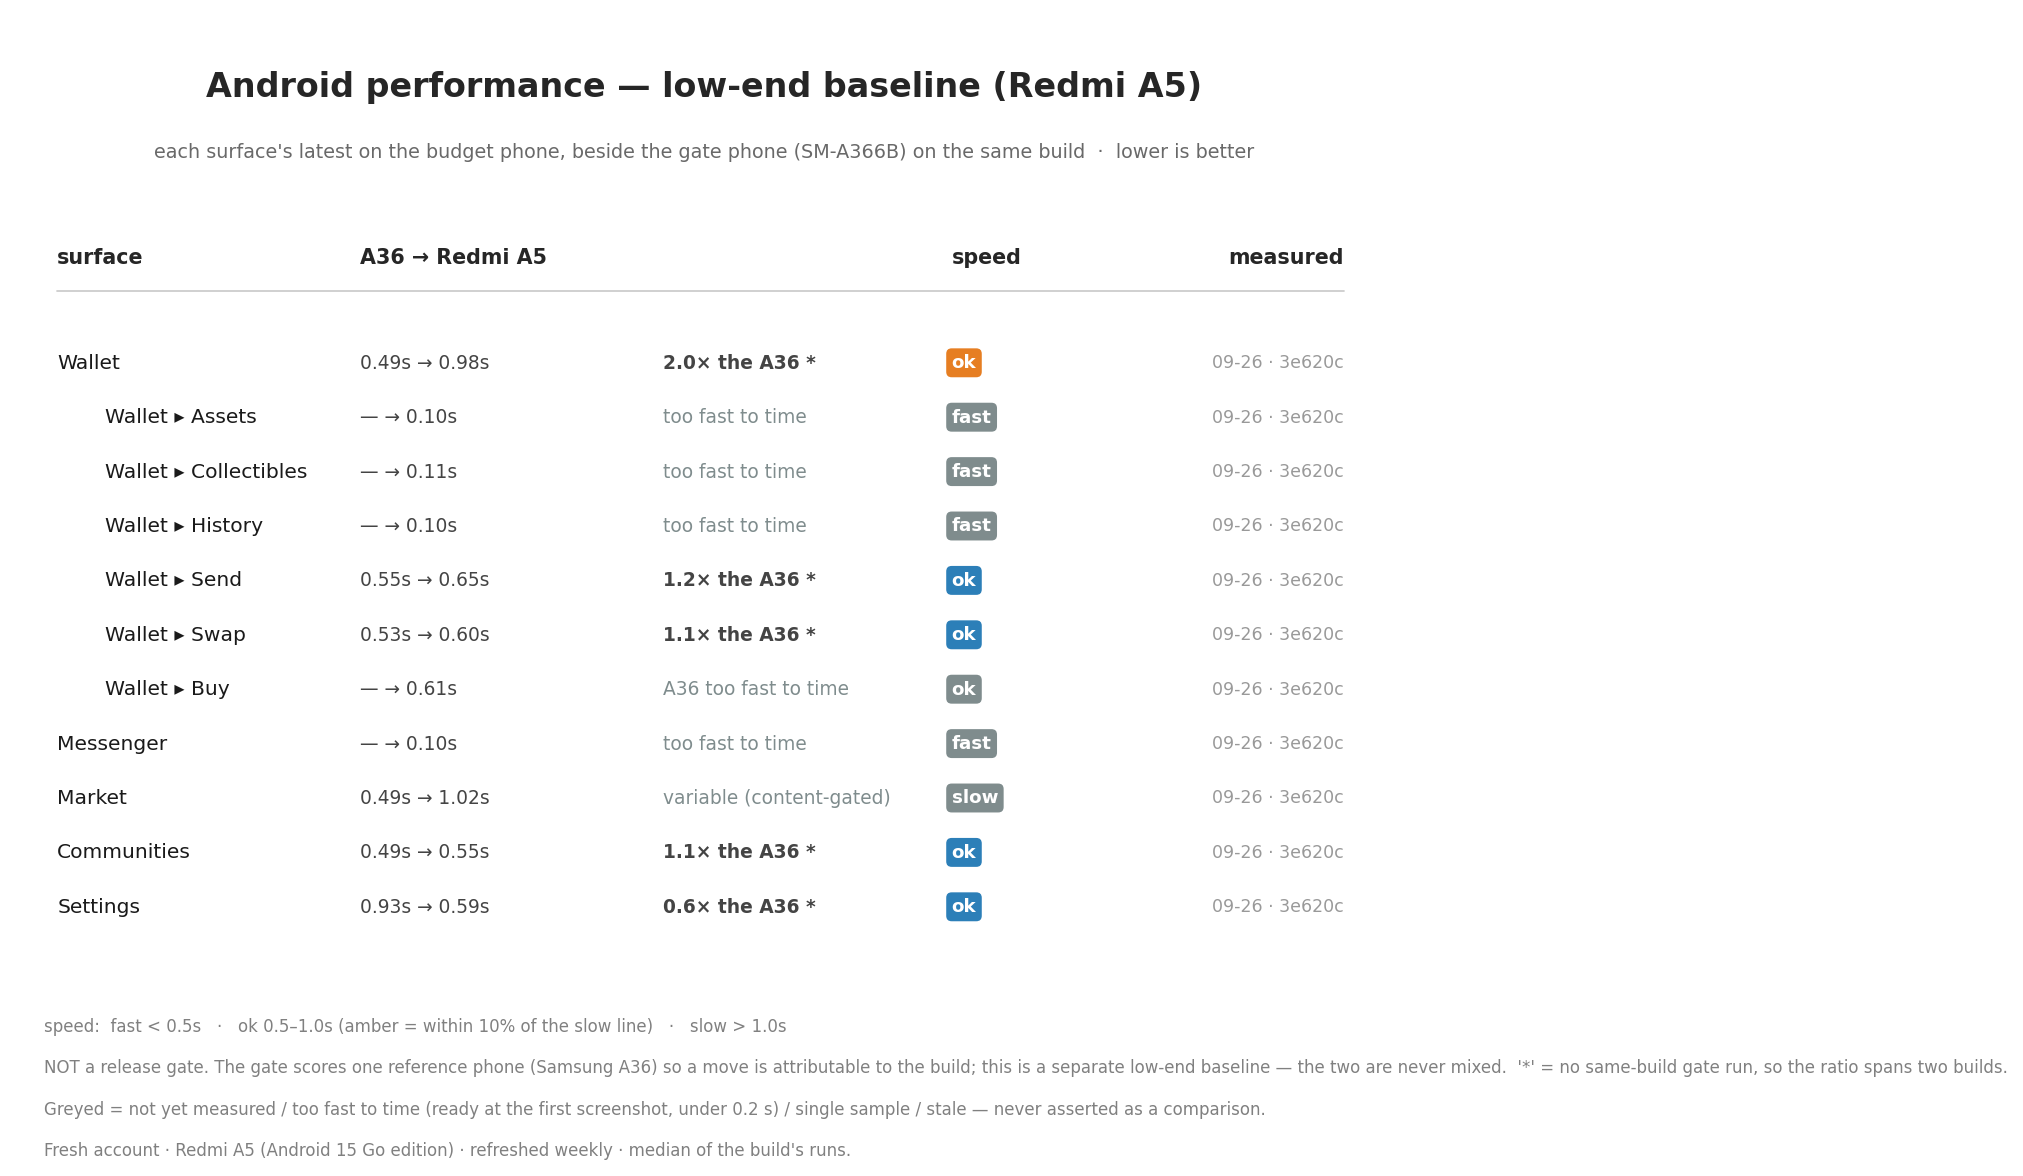 Android performance — low-end baseline (Redmi A5)
each surface's latest on the budget phone, beside the gate phone (SM-A366B) on the same build · lower is better
surface A36 → Redmi A5 speed measured
Wallet 0.49s → 0.98s 2.0× the A36 * ok 09-26 · 3e620c
Wallet ▸ Assets — → 0.10s too fast to time fast 09-26 · 3e620c
Wallet ▸ Collectibles — → 0.11s too fast to time fast 09-26 · 3e620c
Wallet ▸ History — → 0.10s too fast to time fast 09-26 · 3e620c
Wallet ▸ Send 0.55s → 0.65s 1.2× the A36 * ok 09-26 · 3e620c
Wallet ▸ Swap 0.53s → 0.60s 1.1× the A36 * ok 09-26 · 3e620c
Wallet ▸ Buy — → 0.61s A36 too fast to time ok 09-26 · 3e620c
Messenger — → 0.10s too fast to time fast 09-26 · 3e620c
Market 0.49s → 1.02s variable (content-gated) slow 09-26 · 3e620c
Communities 0.49s → 0.55s 1.1× the A36 * ok 09-26 · 3e620c
Settings 0.93s → 0.59s 0.6× the A36 * ok 09-26 · 3e620c
speed: fast < 0.5s · ok 0.5–1.0s (amber = within 10% of the slow line) · slow > 1.0s
NOT a release gate. The gate scores one reference phone (Samsung A36) so a move is attributable to the build; this is a separate low-end baseline — the two are never mixed. '*' = no same-build gate run, so the ratio spans two builds.
Greyed = not yet measured / too fast to time (ready at the first screenshot, under 0.2 s) / single sample / stale — never asserted as a comparison.
Fresh account · Redmi A5 (Android 15 Go edition) · refreshed weekly · median of the build's runs.